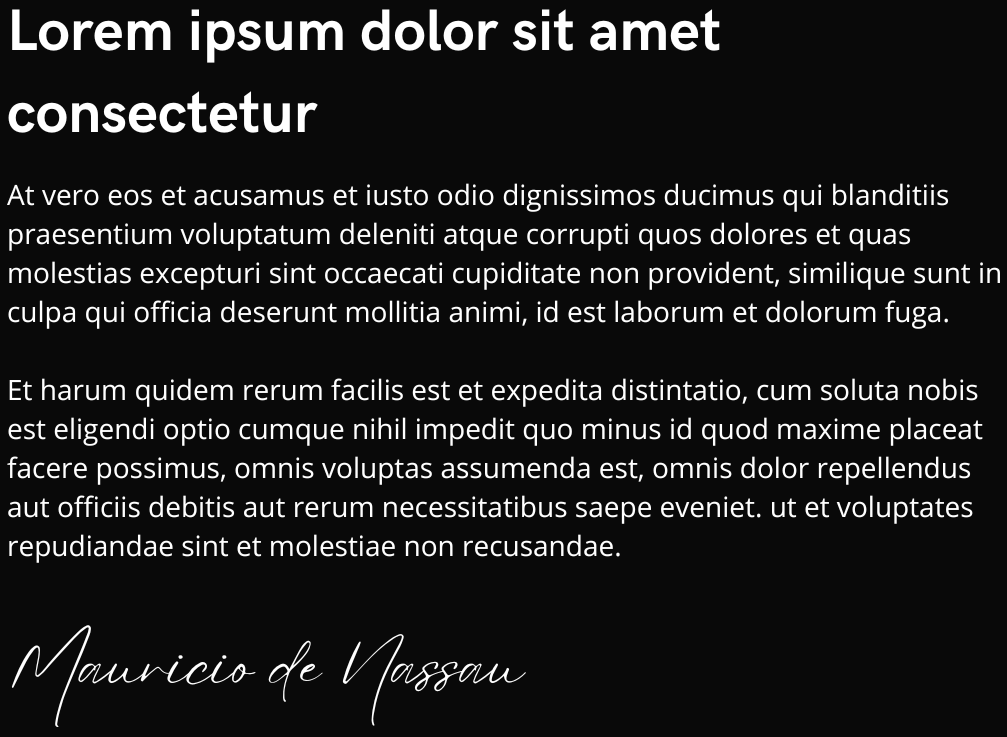 Lorem ipsum dolor sit amet
consectetur
At vero eos et acusamus et iusto odio dignissimos ducimus qui blanditiis
praesentium voluptatum deleniti atque corrupti quos dolores et quas
molestias excepturi sint occaecati cupiditate non provident, similique sunt in
culpa qui officia deserunt mollitia animi, id est laborum et dolorum fuga.
Et harum quidem rerum facilis est et expedita distintatio, cum soluta nobis
est eligendi optio cumque nihil impedit quo minus id quod maxime placeat
facere possimus, omnis voluptas assumenda est, omnis dolor repellendus
aut officiis debitis aut rerum necessitatibus saepe eveniet. ut et voluptates
repudiandae sint et molestiae non recusandae.
Mauricio de Nassau